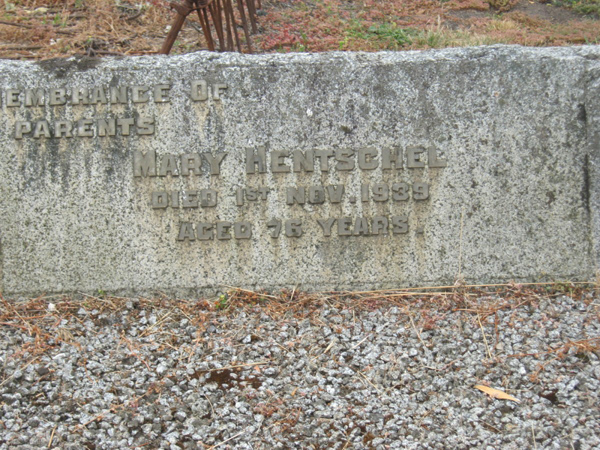 EMBRANCE OF
PARENTS
MARY HENTSCHEL
DIED 1ST NOV. 1939
AGED 76 YEARS.